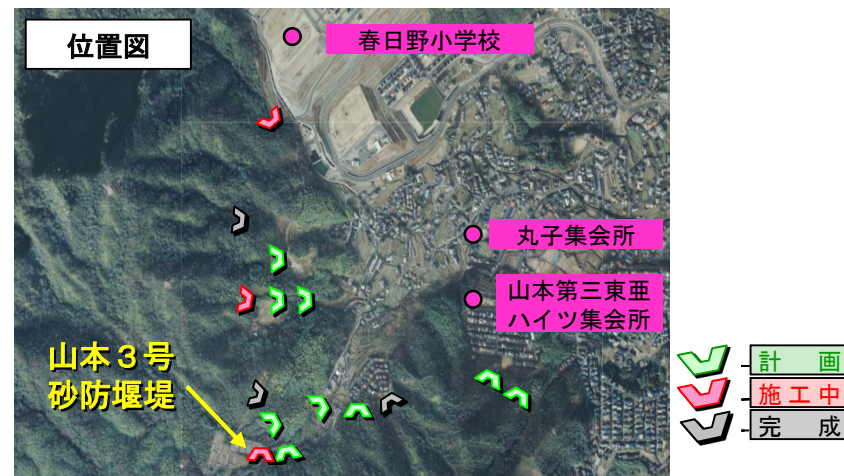 位置図
春日野小学校
丸子集会所
山本第三東亜
ハイツ集会所
山本３号
砂防堰堤
計　画
施工中
完　成